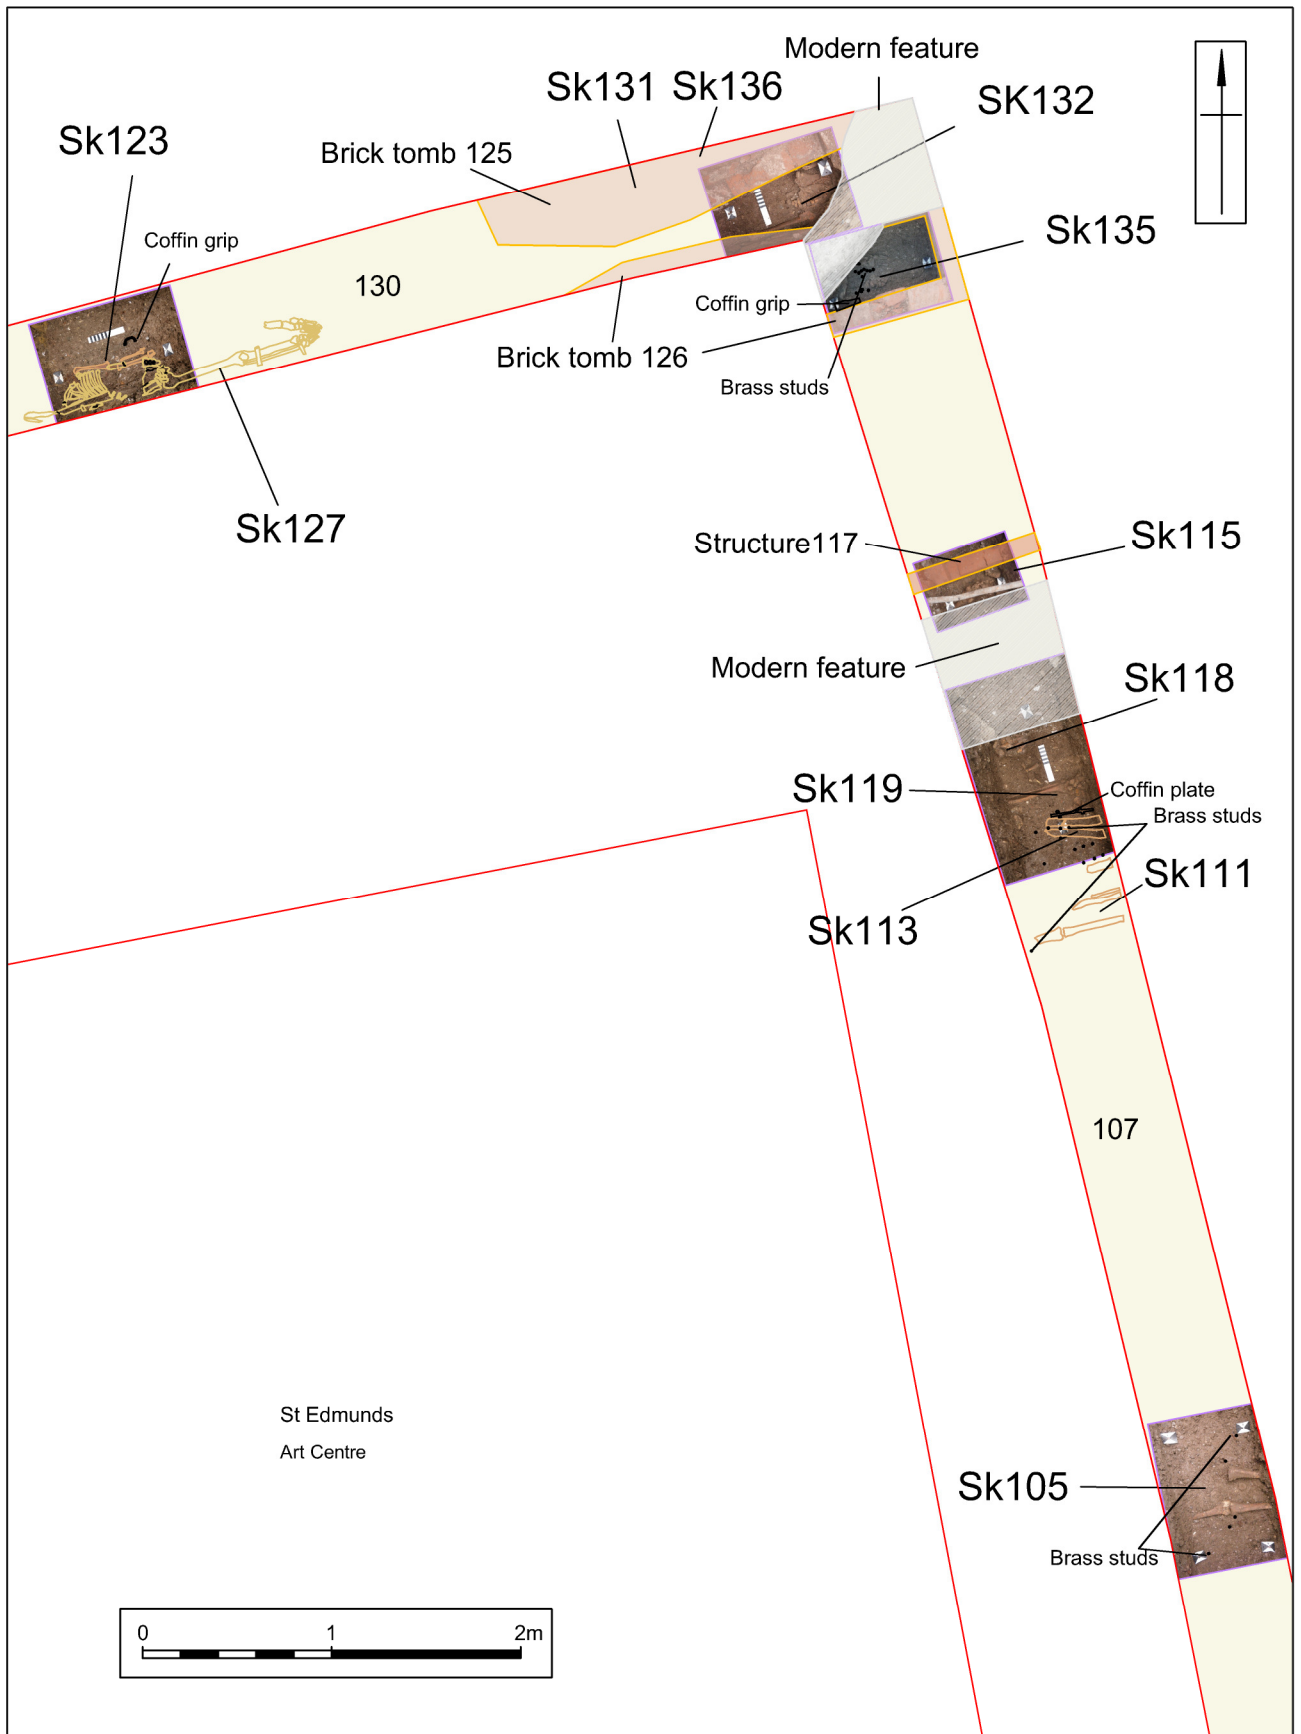 Modern feature
Sk131 Sk136
SK132
Sk123
Brick tomb 125
Sk135
Coffin grip
130
Coffin grip
Brick tomb 126
Brass studs
Sk127
Structure117
Sk115
Modern feature
Sk118
Sk119
Coffin plate
Brass studs
Sk111
Sk113
107
St Edmunds
Art Centre
Sk105
Brass studs
0 1 2m